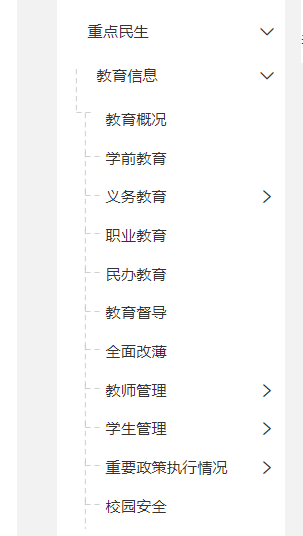 重点民生
教育信息
教育概况
学前教育
义务教育
职业教育
民办教育
教育督导
全面改薄
教师管理
学生管理
重要政策执行情况
校园安全